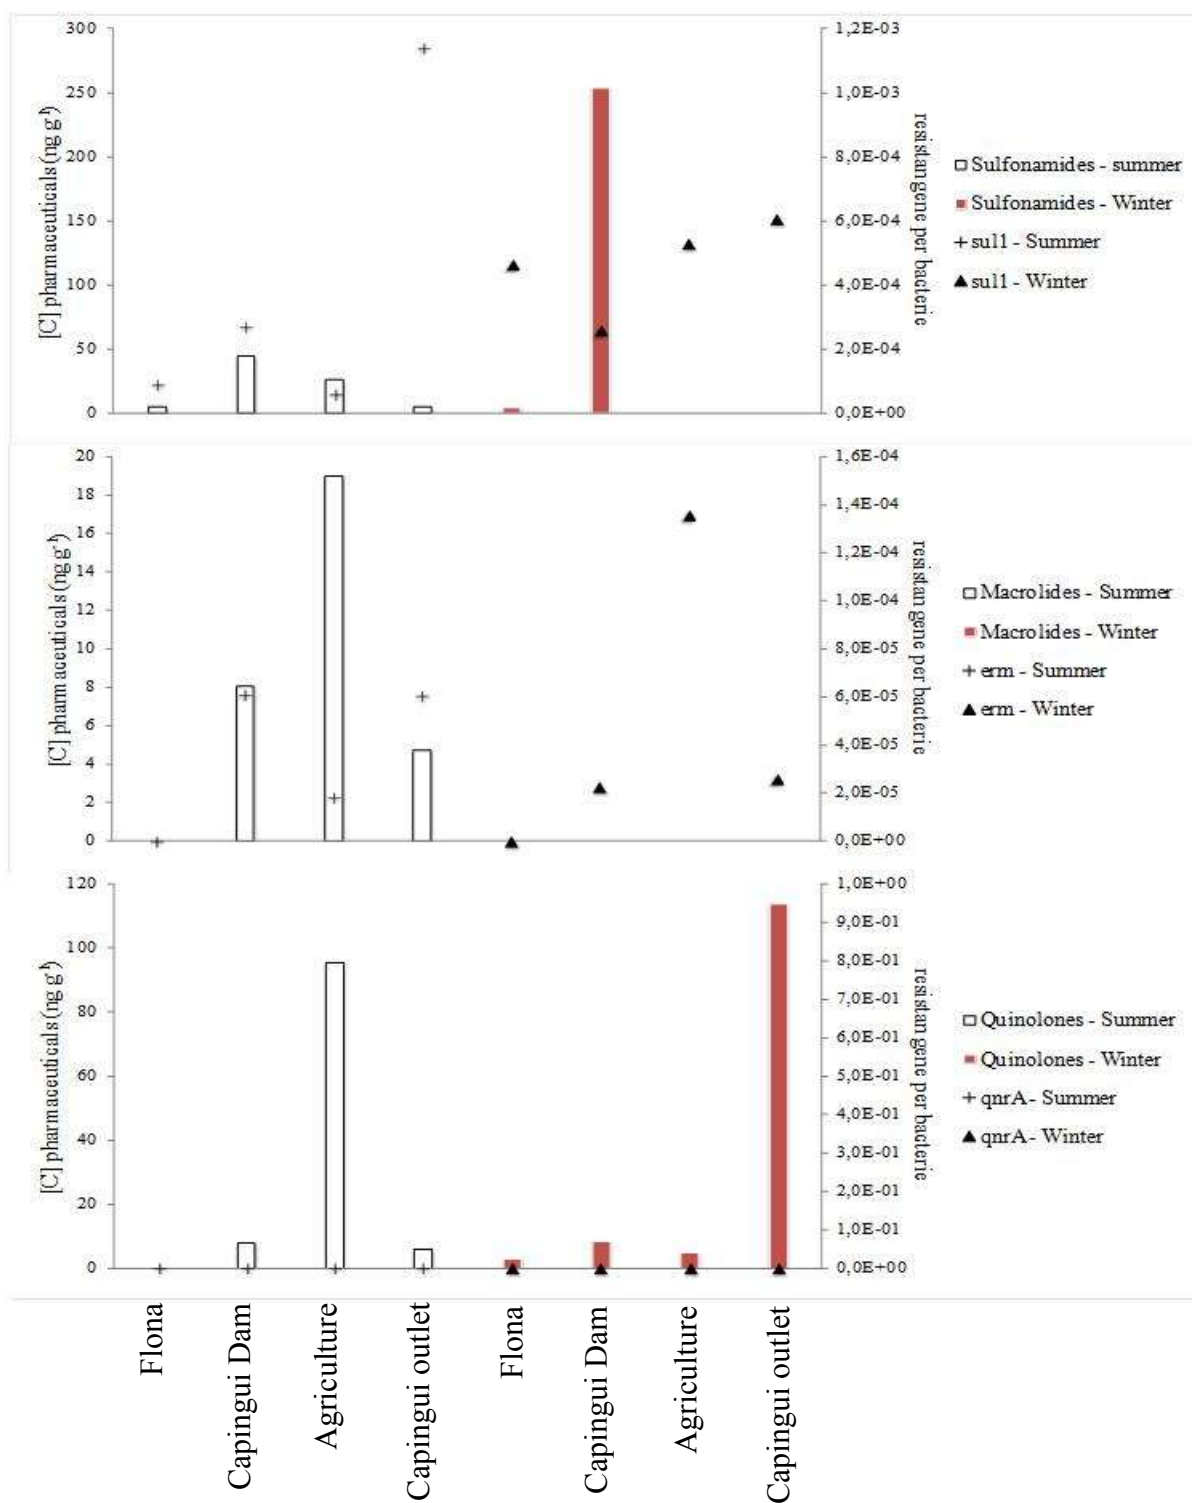 300
250
200
150
100
50
0
[C] pharmaceuticals (ng g-1)
1,2E-03
1,0E-03
8,0E-04
6,0E-04
4,0E-04
2,0E-04
0,0E+00
resistan gene per bacterie
Sulfonamides - summer
Sulfonamides - Winter
sul1 - Summer
sul1 - Winter
20
18
16
14
12
10
8
6
4
2
0
[C] pharmaceuticals (ng g-1)
1,6E-04
1,4E-04
1,2E-04
1,0E-04
8,0E-05
6,0E-05
4,0E-05
2,0E-05
0,0E+00
resistan gene per bacterie
Macrolides - Summer
Macrolides - Winter
erm - Summer
erm - Winter
120
100
80
60
40
20
0
[C] pharmaceuticals (ng g-1)
1,0E+00
9,0E-01
8,0E-01
7,0E-01
6,0E-01
5,0E-01
4,0E-01
3,0E-01
2,0E-01
1,0E-01
0,0E+00
resistan gene per bacterie
Quinolones - Summer
Quinolones - Winter
qnrA - Summer
qnrA - Winter
Flona
Capingui Dam
Agriculture
Capingui outlet
Flona
Capingui Dam
Agriculture
Capingui outlet